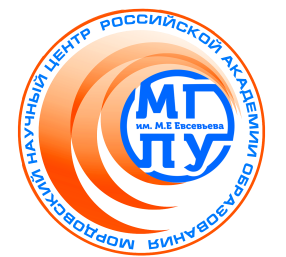 МОРДОВСКИЙ НАУЧНЫЙ ЦЕНТР РОССИЙСКОЙ АКАДЕМИИ ОБРАЗОВАНИЯ
МГ
им. М.Е Евсевьева
ПУ